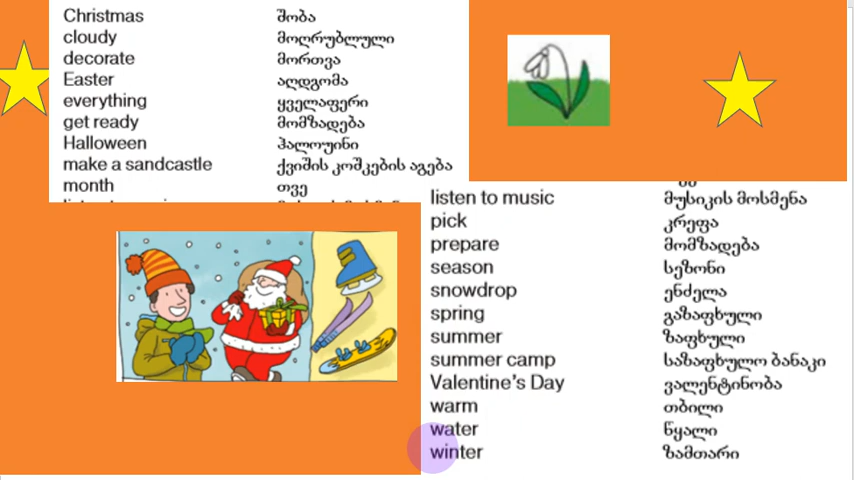 Christmas შობა
cloudy მოღრუბლული
decorate მორთვა
Easter აღდგომა
everything ყველაფერი
get ready მომზადება
Halloween ჰალოუინი
make a sandcastle ქვიშის კოშკების აგება
month თვე
listen to music მუსიკის მოსმენა
pick კრეფა
prepare მომზადება
season სეზონი
snowdrop ენძელა
spring გაზაფხული
summer ზაფხული
summer camp საზაფხულო ბანაკი
Valentine's Day ვალენტინობა
warm თბილი
water წყალი
winter ზამთარი